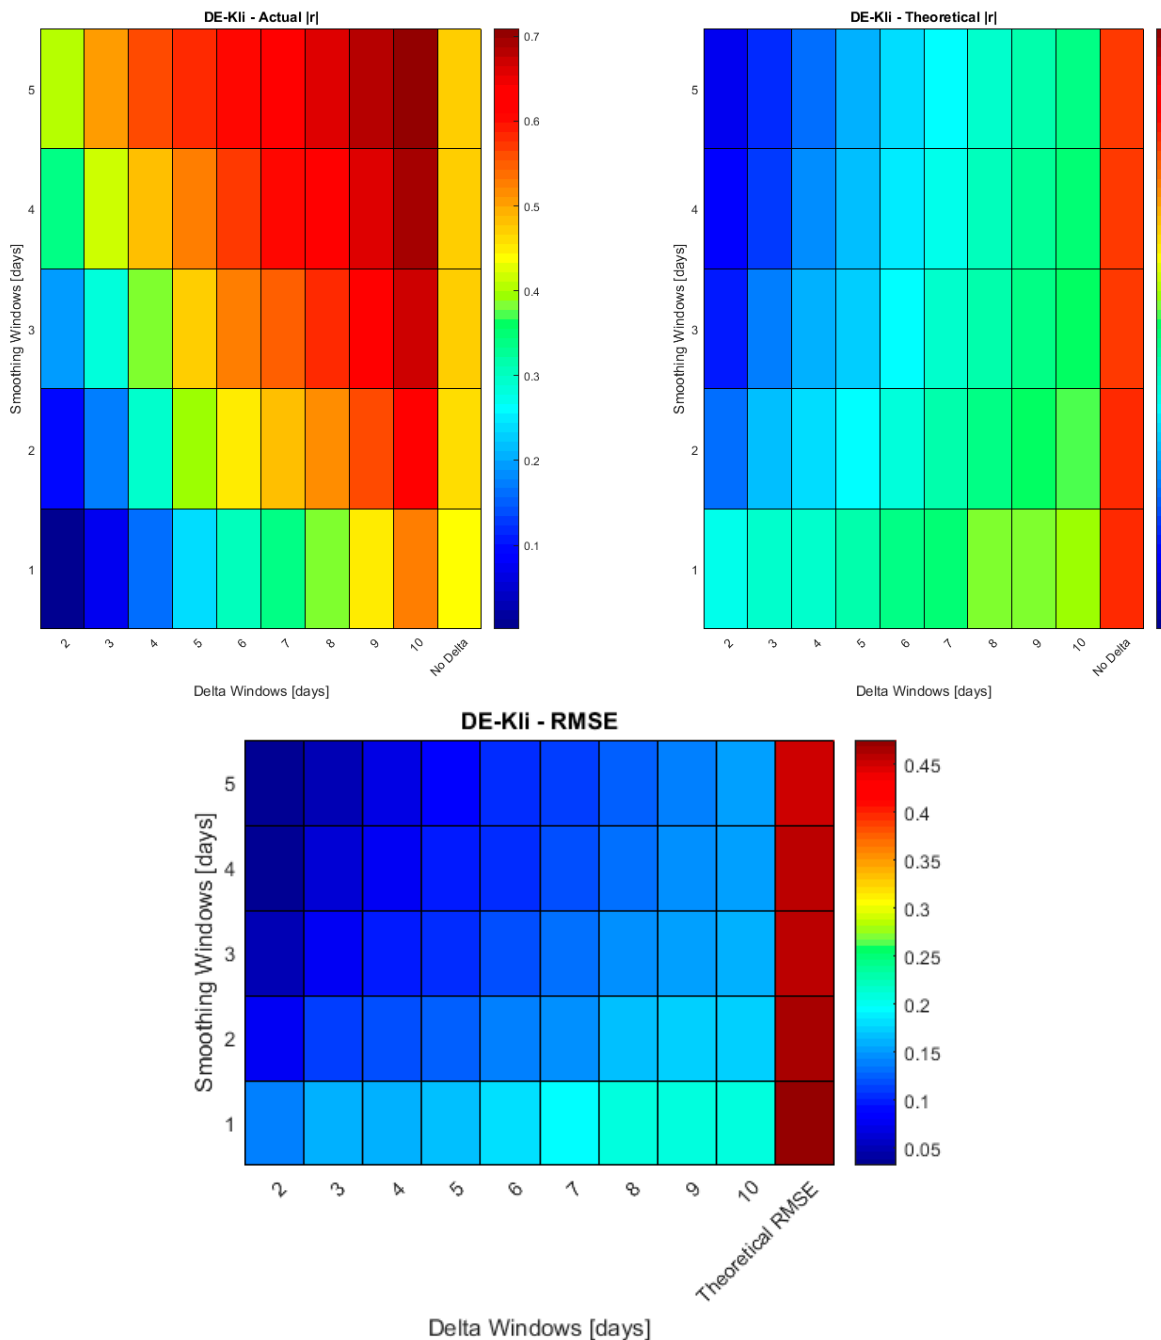 DE-Kli - Actual |r|
Smoothing Windows [days]
5
4
3
2
1
2 3 4 5 6 7 8 9 10 No Delta
Delta Windows [days]
0.7
0.6
0.5
0.4
0.3
0.2
0.1
DE-Kli - Theoretical |r|
Smoothing Windows [days]
5
4
3
2
1
2 3 4 5 6 7 8 9 10 No Delta
Delta Windows [days]
DE-Kli - RMSE
Smoothing Windows [days]
5
4
3
2
1
2 3 4 5 6 7 8 9 10 Theoretical RMSE
Delta Windows [days]
0.45
0.4
0.35
0.3
0.25
0.2
0.15
0.1
0.05